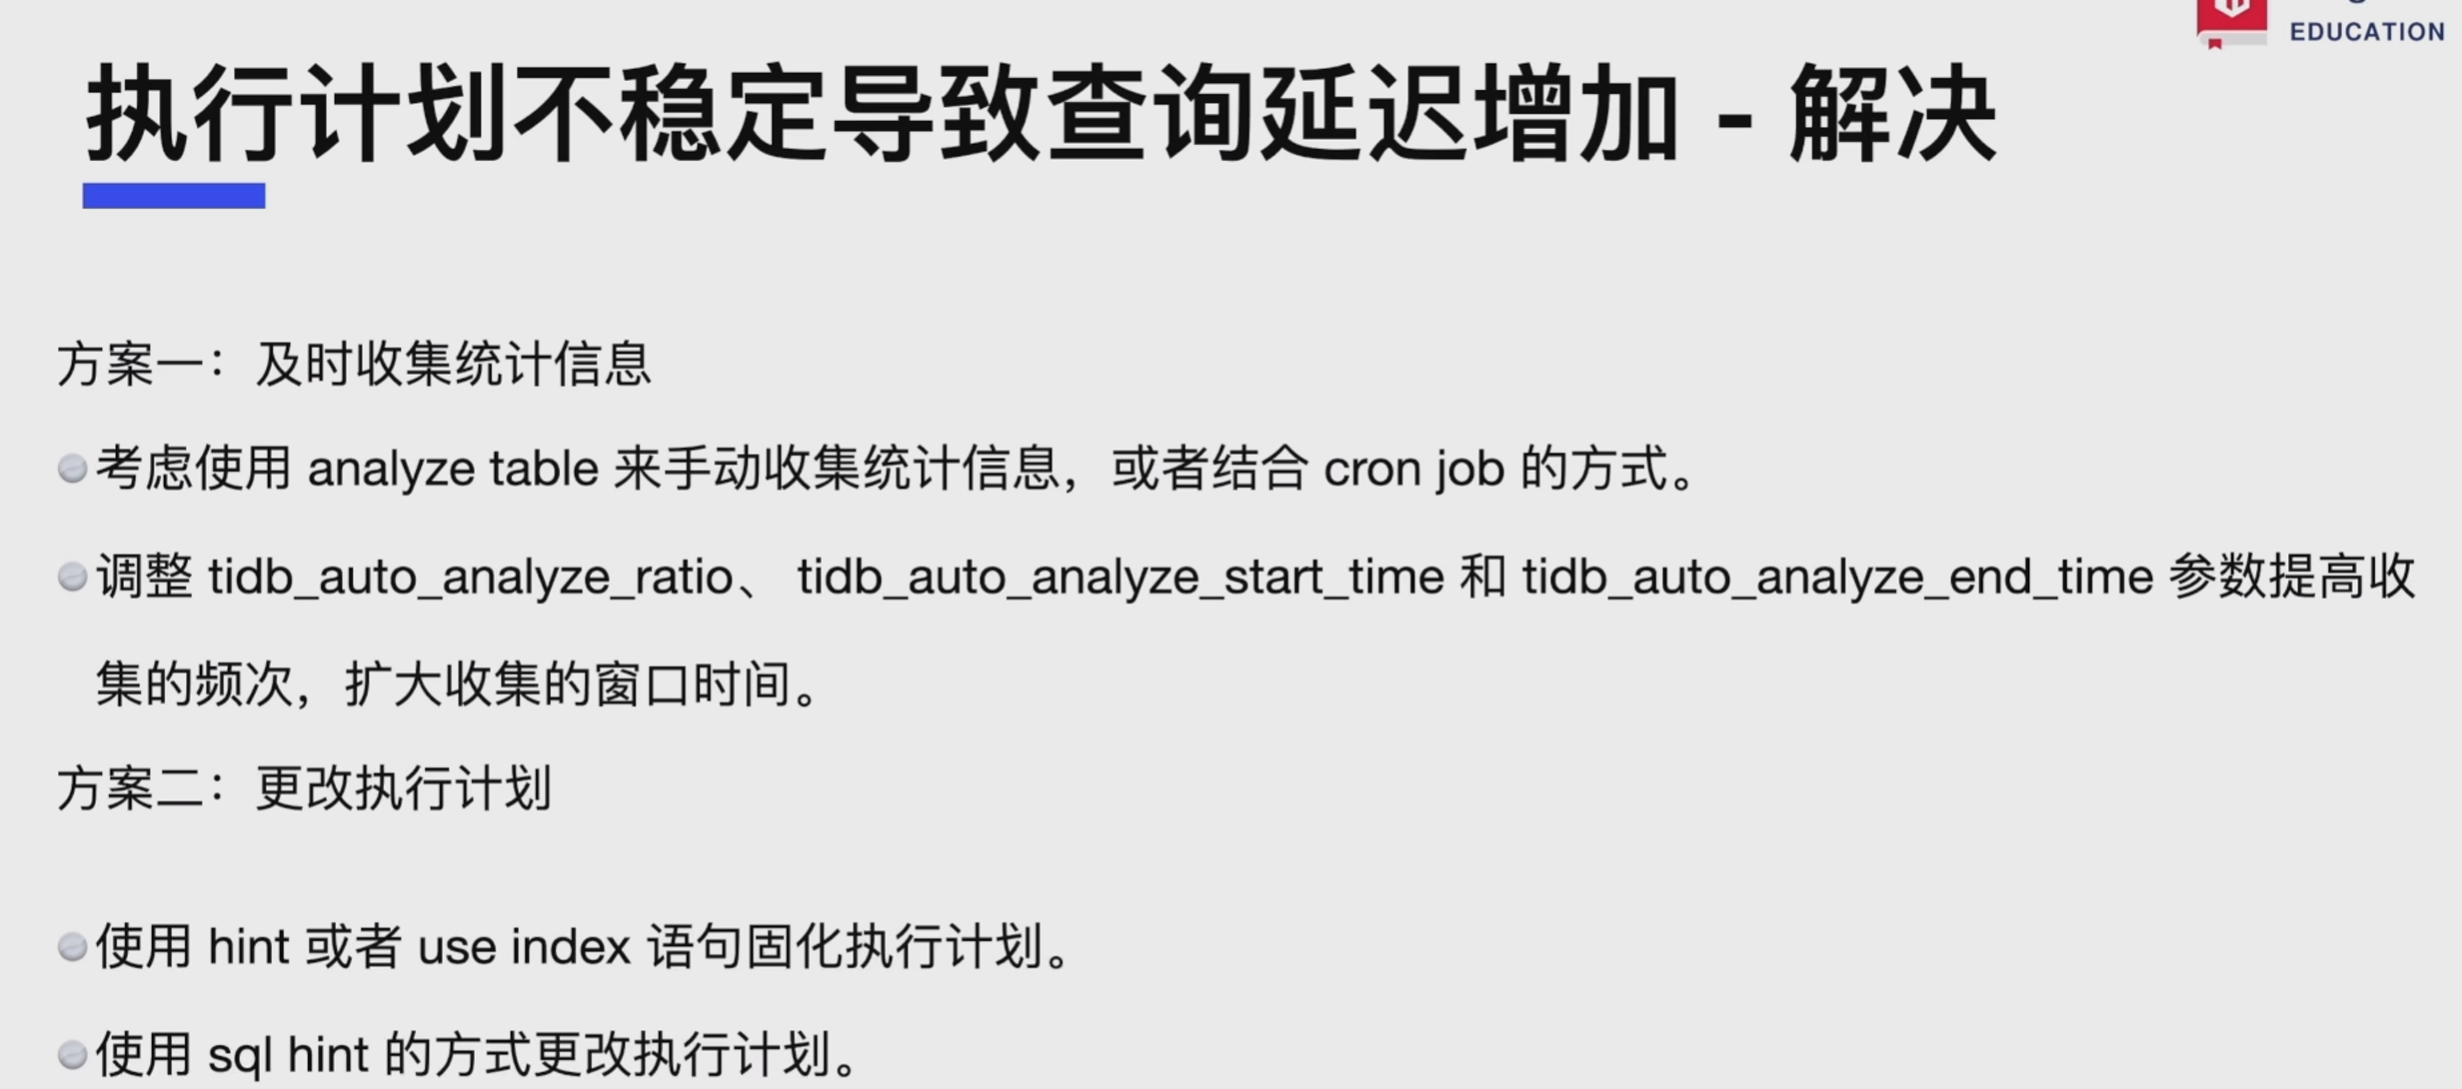 EDUCATION
执行计划不稳定导致查询延迟增加 - 解决
方案一：及时收集统计信息
考虑使用 analyze table 来手动收集统计信息，或者结合 cron job 的方式。
调整 tidb_auto_analyze_ratio、 tidb_auto_analyze_start_time 和 tidb_auto_analyze_end_time 参数提高收
集的频次，扩大收集的窗口时间。
方案二：更改执行计划
使用 hint 或者 use index 语句固化执行计划。
使用 sql hint 的方式更改执行计划。